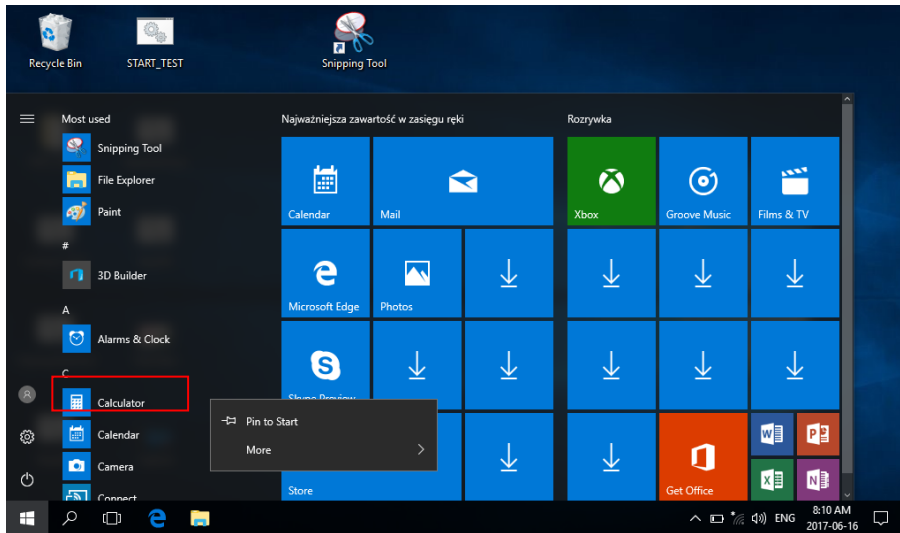 Recycle Bin
START_TEST
Snipping Tool
Most used
Snipping Tool
File Explorer
Paint
#
3D Builder
A
Alarms & Clock
C
Calculator
Calendar
Camera
Connect
Pin to Start
More
Najważniejsza zawartość w zasięgu ręki
Calendar
Mail
Microsoft Edge
Photos
Skype Preview
Store
Rozrywka
Xbox
Groove Music
Films & TV
Get Office
ENG
8:10 AM
2017-06-16